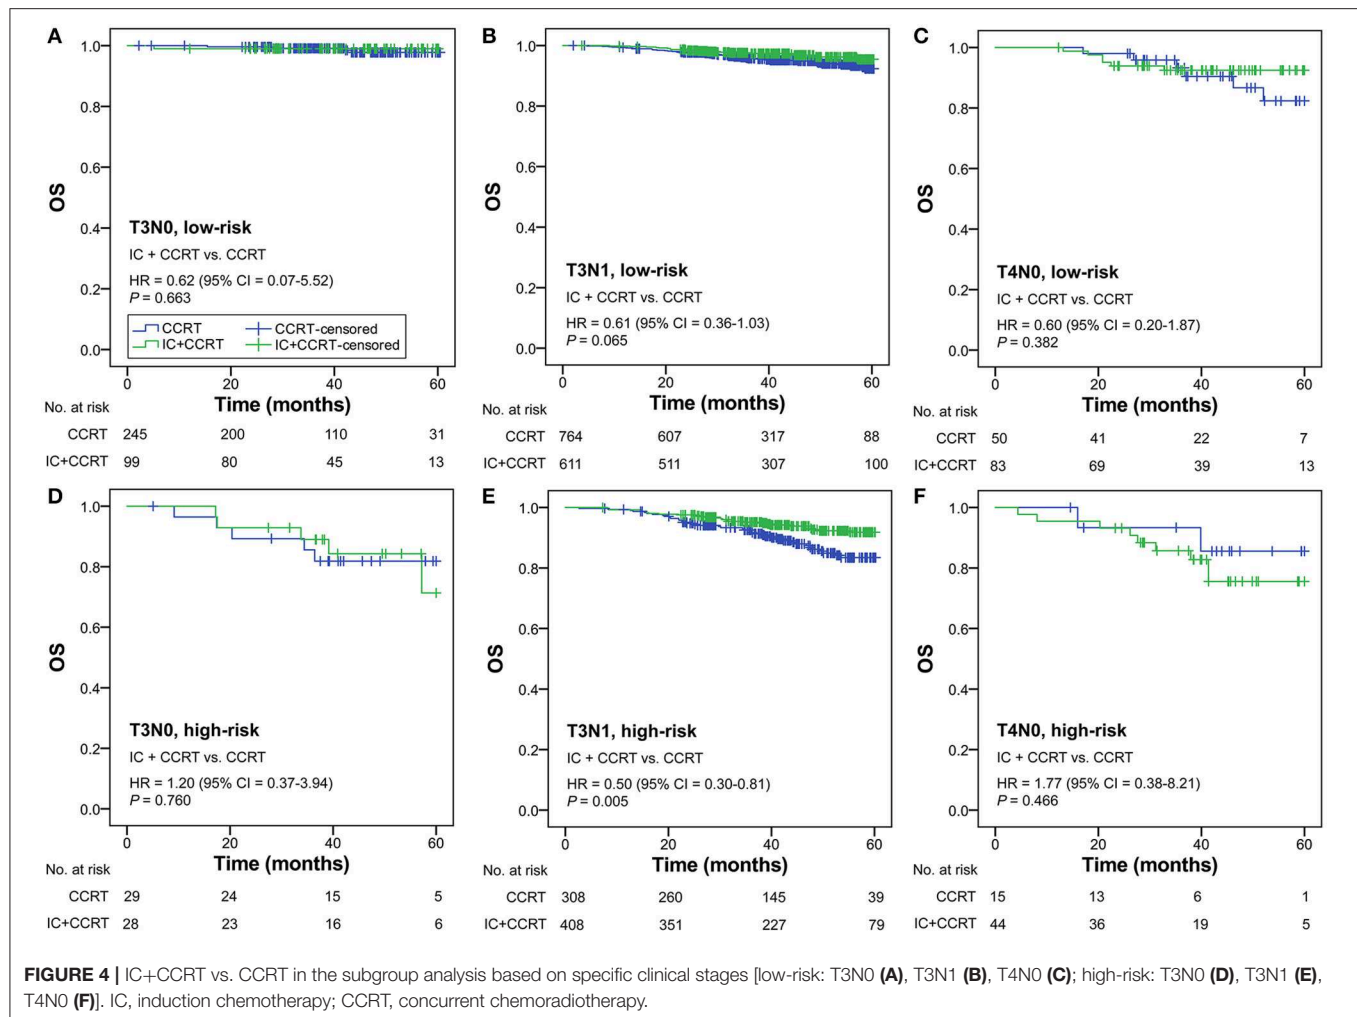 A
1.0
0.8
0.6
0.4
0.2
0.0
OS
T3N0, low-risk
IC + CCRT vs. CCRT
HR = 0.62 (95% CI = 0.07-5.52)
P = 0.663
CCRT CCRT-censored
IC+CCRT IC+CCRT-censored
0 20 40 60
Time (months)
No. at risk
CCRT 245 200 110 31
IC+CCRT 99 80 45 13
B
1.0
0.8
0.6
0.4
0.2
0.0
OS
T3N1, low-risk
IC + CCRT vs. CCRT
HR = 0.61 (95% CI = 0.36-1.03)
P = 0.065
0 20 40 60
Time (months)
No. at risk
CCRT 764 607 317 88
IC+CCRT 611 511 307 100
C
1.0
0.8
0.6
0.4
0.2
0.0
OS
T4N0, low-risk
IC + CCRT vs. CCRT
HR = 0.60 (95% CI = 0.20-1.87)
P = 0.382
0 20 40 60
Time (months)
No. at risk
CCRT 50 41 22 7
IC+CCRT 83 69 39 13
D
1.0
0.8
0.6
0.4
0.2
0.0
OS
T3N0, high-risk
IC + CCRT vs. CCRT
HR = 1.20 (95% CI = 0.37-3.94)
P = 0.760
0 20 40 60
Time (months)
No. at risk
CCRT 29 24 15 5
IC+CCRT 28 23 16 6
E
1.0
0.8
0.6
0.4
0.2
0.0
OS
T3N1, high-risk
IC + CCRT vs. CCRT
HR = 0.50 (95% CI = 0.30-0.81)
P = 0.005
0 20 40 60
Time (months)
No. at risk
CCRT 308 260 145 39
IC+CCRT 408 351 227 79
F
1.0
0.8
0.6
0.4
0.2
0.0
OS
T4N0, high-risk
IC + CCRT vs. CCRT
HR = 1.77 (95% CI = 0.38-8.21)
P = 0.466
0 20 40 60
Time (months)
No. at risk
CCRT 15 13 6 1
IC+CCRT 44 36 19 5
FIGURE 4 | IC+CCRT vs. CCRT in the subgroup analysis based on specific clinical stages [low-risk: T3N0 (A), T3N1 (B), T4N0 (C); high-risk: T3N0 (D), T3N1 (E),
T4N0 (F)]. IC, induction chemotherapy; CCRT, concurrent chemoradiotherapy.